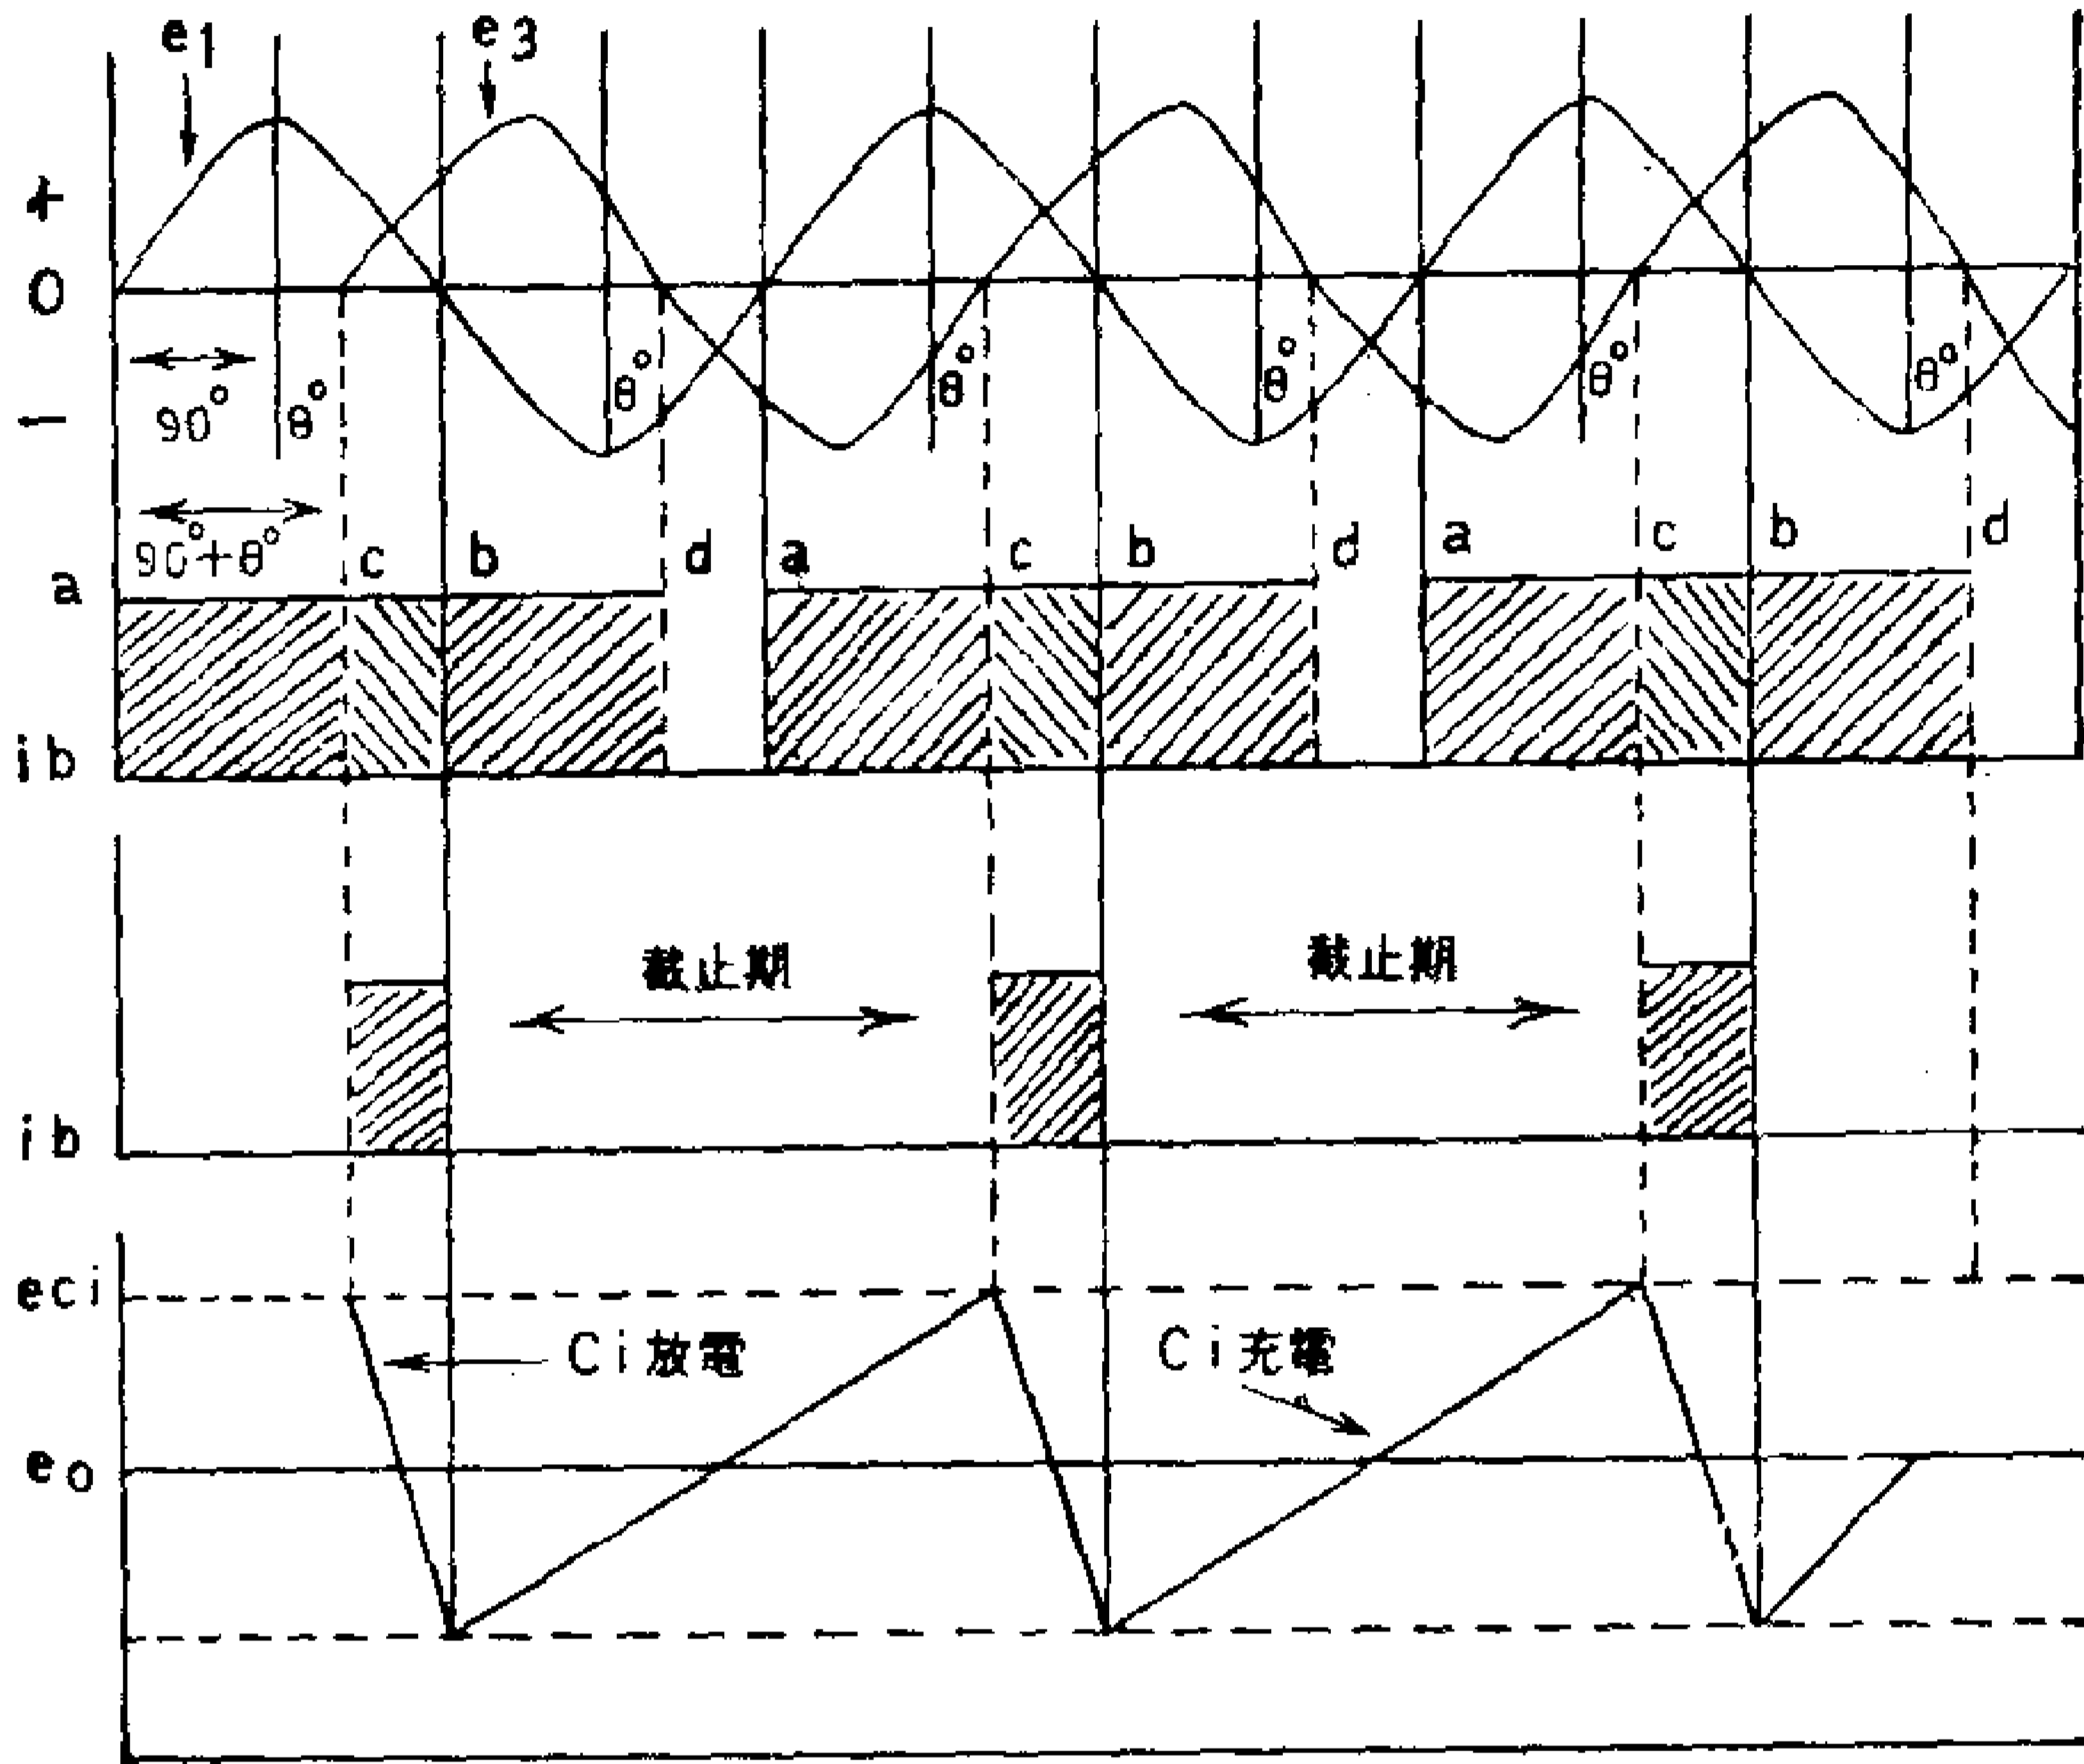 e1 e3
+
0
θ° θ° θ° θ° θ°
90° θ°
−
90°+θ° c b d a c b d a c b d
a
ib
截止期 截止期
ib
eci
Ci放電 Ci充電
eo